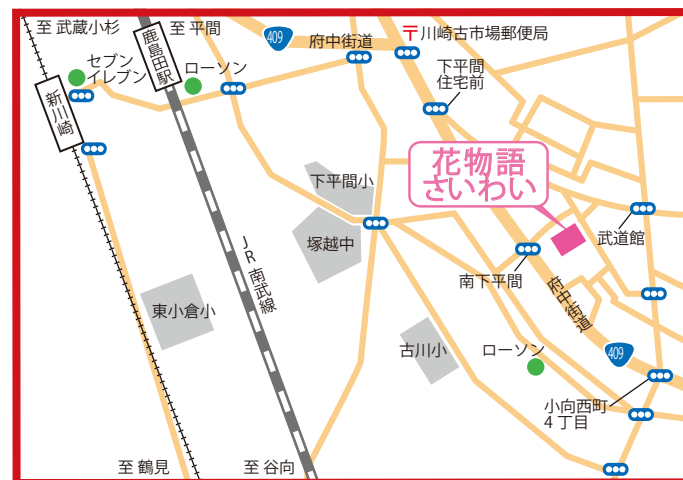 至 武蔵小杉
至 平間
鹿島田駅
409
府中街道
〒川崎古市場郵便局
セブン
イレブン
ローソン
下平間
住宅前
新川崎
花物語
さいわい
下平間小
塚越中
武道館
JR 南武線
南下平間
府中街道
東小倉小
古川小
ローソン
409
小向西町
4丁目
至 鶴見
至 谷向